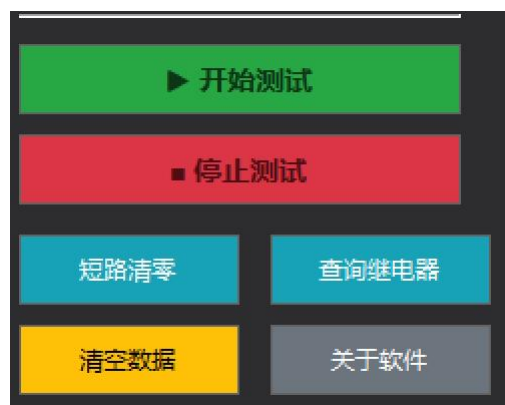 ▶ 开始测试
■ 停止测试
短路清零
查询继电器
清空数据
关于软件